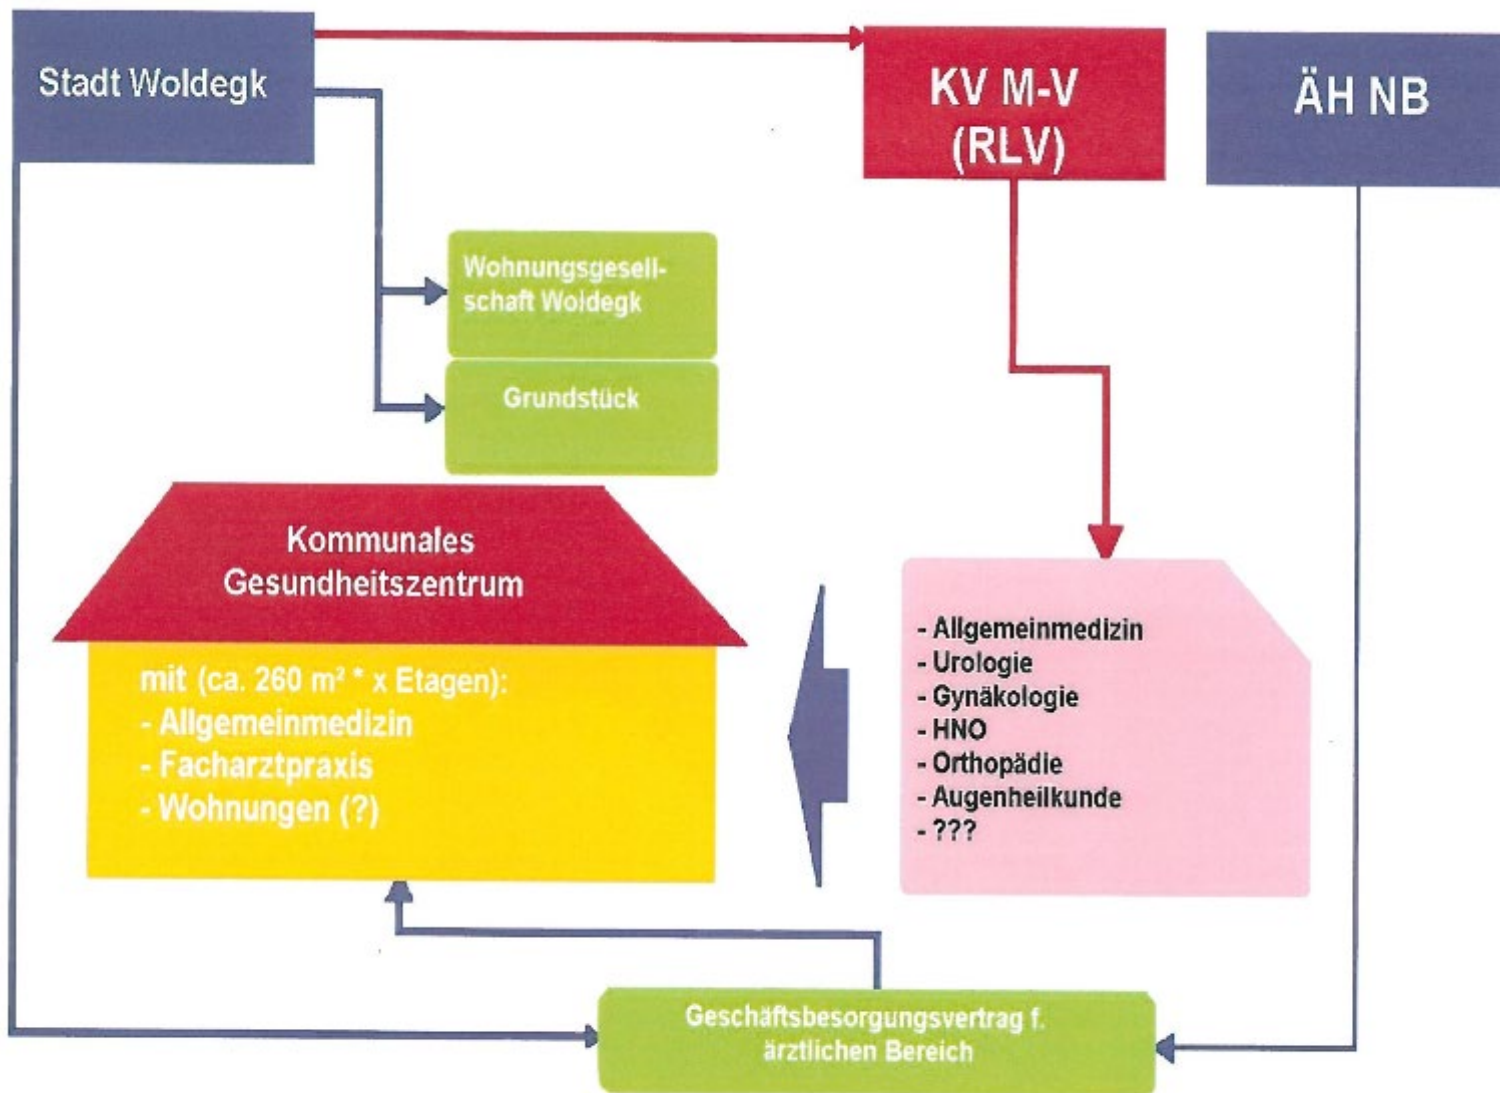 Stadt Woldegk
KV M-V
(RLV)
ÄH NB
Wohnungsgesell-
schaft Woldegk
Grundstück
Kommunales
Gesundheitszentrum
mit (ca. 260 m² * x Etagen):
- Allgemeinmedizin
- Facharztpraxis
- Wohnungen (?)
- Allgemeinmedizin
- Urologie
- Gynäkologie
- HNO
- Orthopädie
- Augenheilkunde
- ???
Geschäftsbesorgungsvertrag f.
ärztlichen Bereich